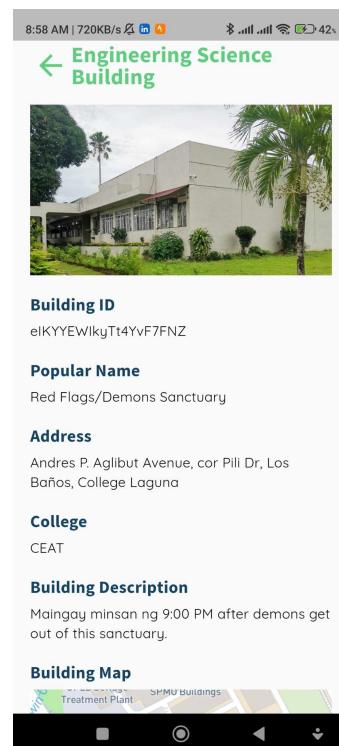 8:58 AM | 720KB/s
42%
Engineering Science
Building
Building ID
eIKYYEWIkyTt4YvF7FNZ
Popular Name
Red Flags/Demons Sanctuary
Address
Andres P. Aglibut Avenue, cor Pili Dr, Los
Baños, College Laguna
College
CEAT
Building Description
Maingay minsan ng 9:00 PM after demons get
out of this sanctuary.
Building Map
SPMO Buildings
Treatment Plant